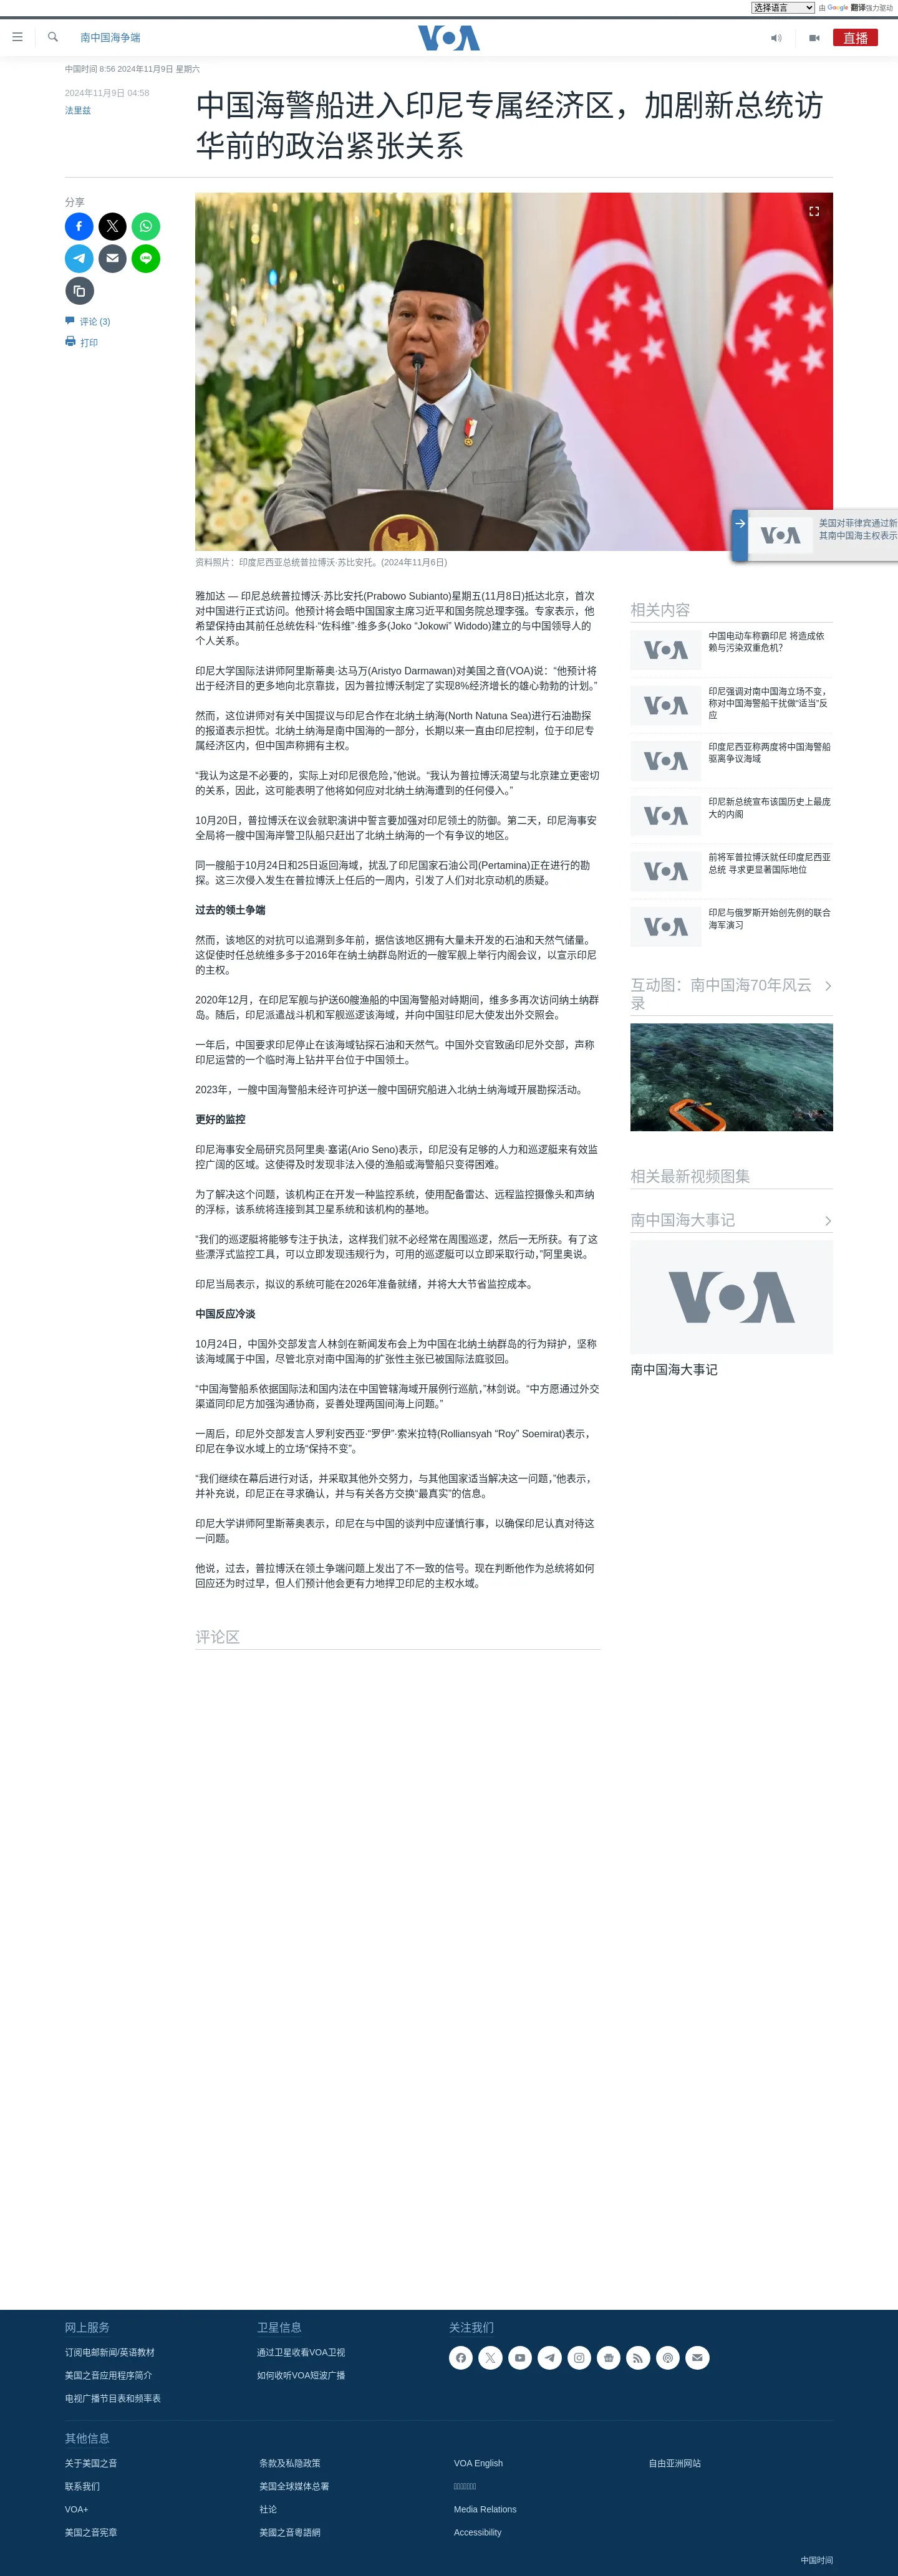 选择语言
由 Google 翻译强力驱动
南中国海争端
VOA
直播
中国时间 8:56 2024年11月9日 星期六
2024年11月9日 04:58
法里兹
中国海警船进入印尼专属经济区，加剧新总统访
华前的政治紧张关系
分享
评论 (3)
打印
美国对菲律宾通过新
其南中国海主权表示
资料照片：印度尼西亚总统普拉博沃·苏比安托。(2024年11月6日)
雅加达 — 印尼总统普拉博沃·苏比安托(Prabowo Subianto)星期五(11月8日)抵达北京，首次
对中国进行正式访问。他预计将会晤中国国家主席习近平和国务院总理李强。专家表示，他
希望保持由其前任总统佐科·“佐科维”·维多多(Joko “Jokowi” Widodo)建立的与中国领导人的
个人关系。
印尼大学国际法讲师阿里斯蒂奥·达马万(Aristyo Darmawan)对美国之音(VOA)说：“他预计将
出于经济目的更多地向北京靠拢，因为普拉博沃制定了实现8%经济增长的雄心勃勃的计划。”
然而，这位讲师对有关中国提议与印尼合作在北纳土纳海(North Natuna Sea)进行石油勘探
的报道表示担忧。北纳土纳海是南中国海的一部分，长期以来一直由印尼控制，位于印尼专
属经济区内，但中国声称拥有主权。
“我认为这是不必要的，实际上对印尼很危险，”他说。“我认为普拉博沃渴望与北京建立更密切
的关系，因此，这可能表明了他将如何应对北纳土纳海遭到的任何侵入。”
10月20日，普拉博沃在议会就职演讲中誓言要加强对印尼领土的防御。第二天，印尼海事安
全局将一艘中国海岸警卫队船只赶出了北纳土纳海的一个有争议的地区。
同一艘船于10月24日和25日返回海域，扰乱了印尼国家石油公司(Pertamina)正在进行的勘
探。这三次侵入发生在普拉博沃上任后的一周内，引发了人们对北京动机的质疑。
过去的领土争端
然而，该地区的对抗可以追溯到多年前，据信该地区拥有大量未开发的石油和天然气储量。
这促使时任总统维多多于2016年在纳土纳群岛附近的一艘军舰上举行内阁会议，以宣示印尼
的主权。
2020年12月，在印尼军舰与护送60艘渔船的中国海警船对峙期间，维多多再次访问纳土纳群
岛。随后，印尼派遣战斗机和军舰巡逻该海域，并向中国驻印尼大使发出外交照会。
一年后，中国要求印尼停止在该海域钻探石油和天然气。中国外交官致函印尼外交部，声称
印尼运营的一个临时海上钻井平台位于中国领土。
2023年，一艘中国海警船未经许可护送一艘中国研究船进入北纳土纳海域开展勘探活动。
更好的监控
印尼海事安全局研究员阿里奥·塞诺(Ario Seno)表示，印尼没有足够的人力和巡逻艇来有效监
控广阔的区域。这使得及时发现非法入侵的渔船或海警船只变得困难。
为了解决这个问题，该机构正在开发一种监控系统，使用配备雷达、远程监控摄像头和声纳
的浮标，该系统将连接到其卫星系统和该机构的基地。
“我们的巡逻艇将能够专注于执法，这样我们就不必经常在周围巡逻，然后一无所获。有了这
些漂浮式监控工具，可以立即发现违规行为，可用的巡逻艇可以立即采取行动，”阿里奥说。
印尼当局表示，拟议的系统可能在2026年准备就绪，并将大大节省监控成本。
中国反应冷淡
10月24日，中国外交部发言人林剑在新闻发布会上为中国在北纳土纳群岛的行为辩护，坚称
该海域属于中国，尽管北京对南中国海的扩张性主张已被国际法庭驳回。
“中国海警船系依据国际法和国内法在中国管辖海域开展例行巡航，”林剑说。“中方愿通过外交
渠道同印尼方加强沟通协商，妥善处理两国间海上问题。”
一周后，印尼外交部发言人罗利安西亚·“罗伊”·索米拉特(Rolliansyah “Roy” Soemirat)表示，
印尼在争议水域上的立场“保持不变”。
“我们继续在幕后进行对话，并采取其他外交努力，与其他国家适当解决这一问题，”他表示，
并补充说，印尼正在寻求确认，并与有关各方交换“最真实”的信息。
印尼大学讲师阿里斯蒂奥表示，印尼在与中国的谈判中应谨慎行事，以确保印尼认真对待这
一问题。
他说，过去，普拉博沃在领土争端问题上发出了不一致的信号。现在判断他作为总统将如何
回应还为时过早，但人们预计他会更有力地捍卫印尼的主权水域。
评论区
相关内容
中国电动车称霸印尼 将造成依
赖与污染双重危机？
印尼强调对南中国海立场不变，
称对中国海警船干扰做“适当”反
应
印度尼西亚称两度将中国海警船
驱离争议海域
印尼新总统宣布该国历史上最庞
大的内阁
前将军普拉博沃就任印度尼西亚
总统 寻求更显著国际地位
印尼与俄罗斯开始创先例的联合
海军演习
互动图：南中国海70年风云
录
相关最新视频图集
南中国海大事记
VOA
南中国海大事记
网上服务
订阅电邮新闻/英语教材
美国之音应用程序简介
电视广播节目表和频率表
卫星信息
通过卫星收看VOA卫视
如何收听VOA短波广播
关注我们
其他信息
关于美国之音
条款及私隐政策
VOA English
自由亚洲网站
联系我们
美国全球媒体总署
VOA+
社论
Media Relations
美国之音宪章
美國之音粵語網
Accessibility
中国时间